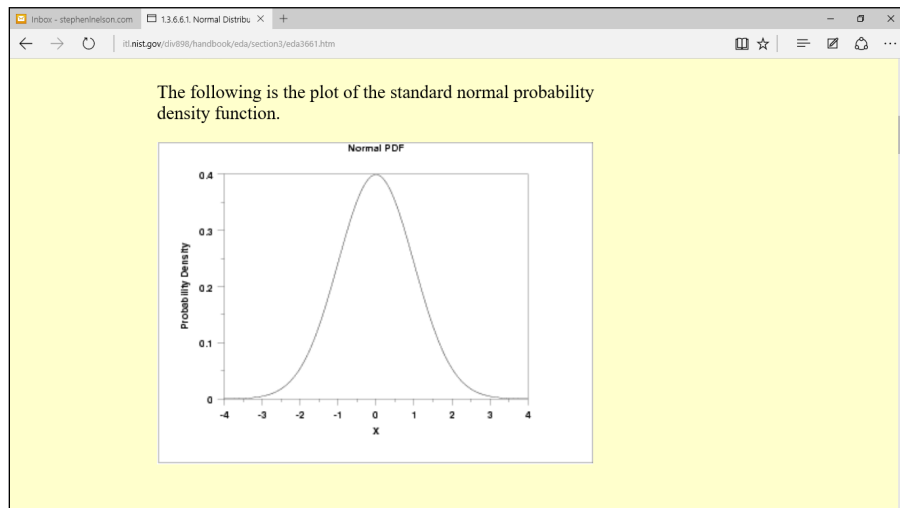 Inbox - stephenlnelson.com
1.3.6.6.1. Normal Distribu
itl.nist.gov/div898/handbook/eda/section3/eda3661.htm
The following is the plot of the standard normal probability
density function.
Normal PDF
Probability Density
0.4
0.3
0.2
0.1
0
-4 -3 -2 -1 0 1 2 3 4
X